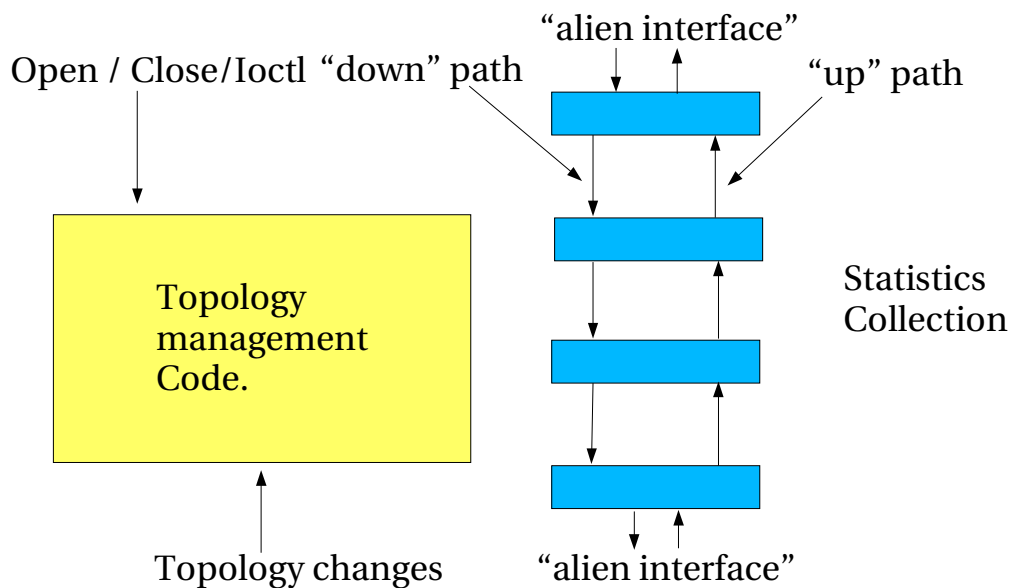 “alien interface”
Open / Close/Ioctl “down” path
“up” path
Topology
management
Code.
Statistics
Collection
Topology changes
“alien interface”